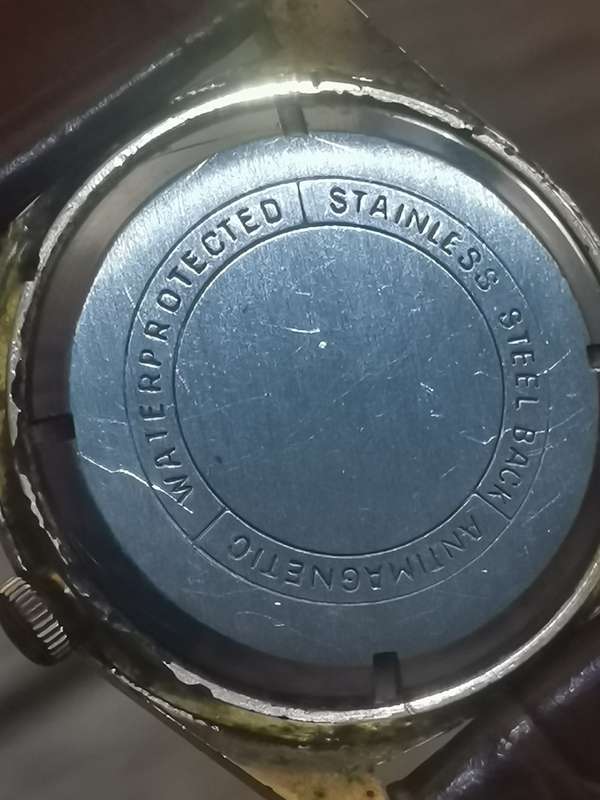 STAINLESS STEEL BACK
ANTIMAGNETIC
WATERPROTECTED